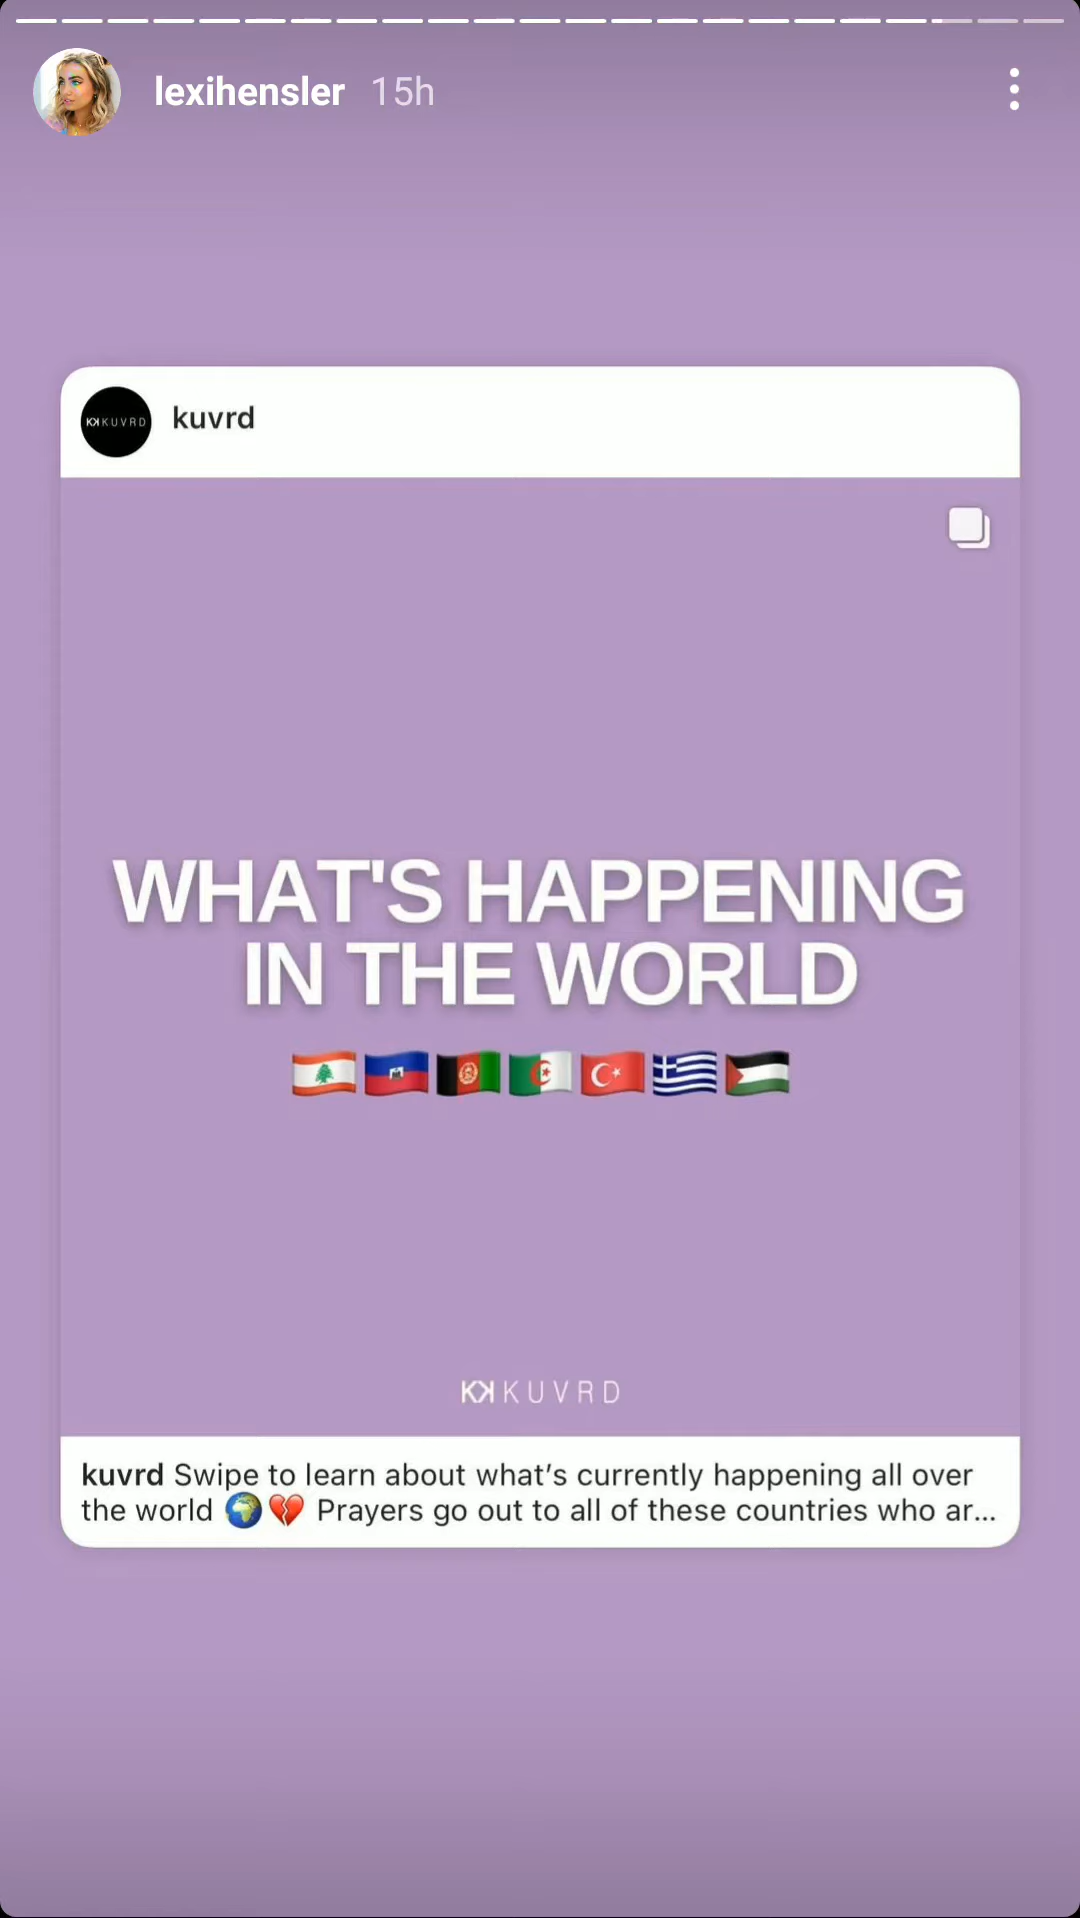 lexihensler 15h
KUVRD kuvrd
WHAT'S HAPPENING
IN THE WORLD
🇱🇧🇭🇹🇦🇫🇩🇿🇹🇷🇬🇷🇵🇸
KUVRD
kuvrd Swipe to learn about what’s currently happening all over
the world 🌍💔 Prayers go out to all of these countries who ar...